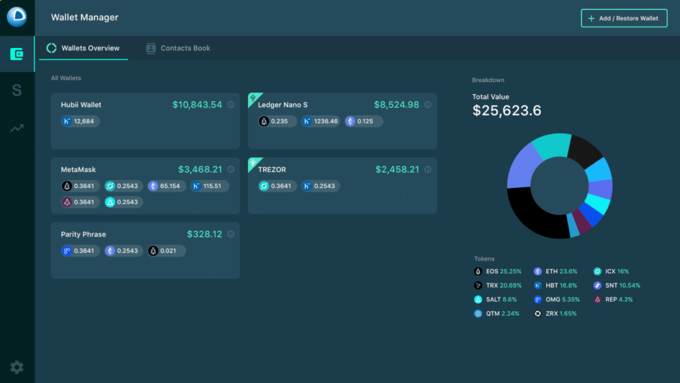 Wallet Manager
+ Add / Restore Wallet
Wallets Overview
Contacts Book
S
All Wallets
Hubii Wallet $10,843.54
12,684
Ledger Nano S $8,524.98
0.235 1236.46 0.125
MetaMask $3,468.21
0.3641 0.2543 65.154 115.51
0.3641 0.2543
TREZOR $2,458.21
0.3641 0.2543
Parity Phrase $328.12
0.3641 0.2543 0.021
Breakdown
Total Value
$25,623.6
Tokens
EOS 25.25% ETH 23.6% ICX 16%
TRX 20.69% HBT 16.8% SNT 10.54%
SALT 8.6% OMG 5.35% REP 4.2%
QTM 2.24% ZRX 1.65%